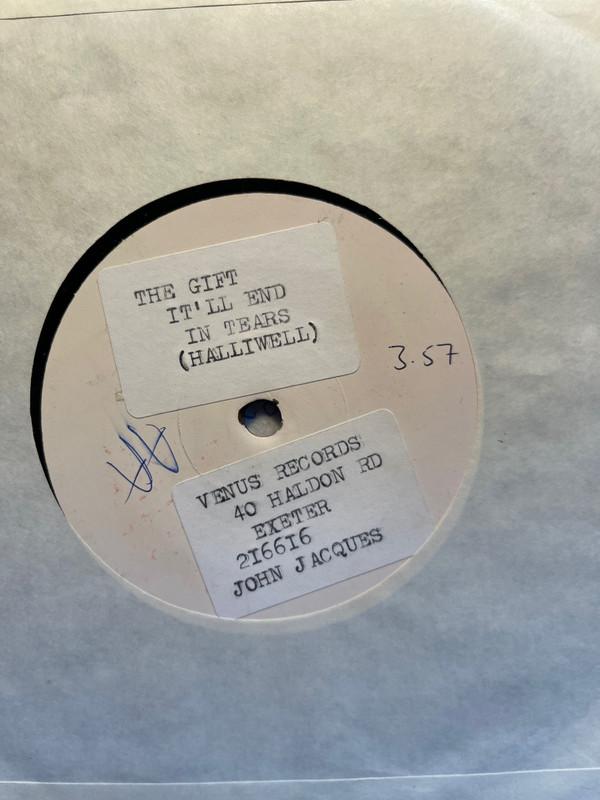 THE GIFT
IT'LL END
IN TEARS
(HALLIWELL)
3.57
VENUS RECORDS
40 HALDON RD
EXETER
216616
JOHN JACQUES